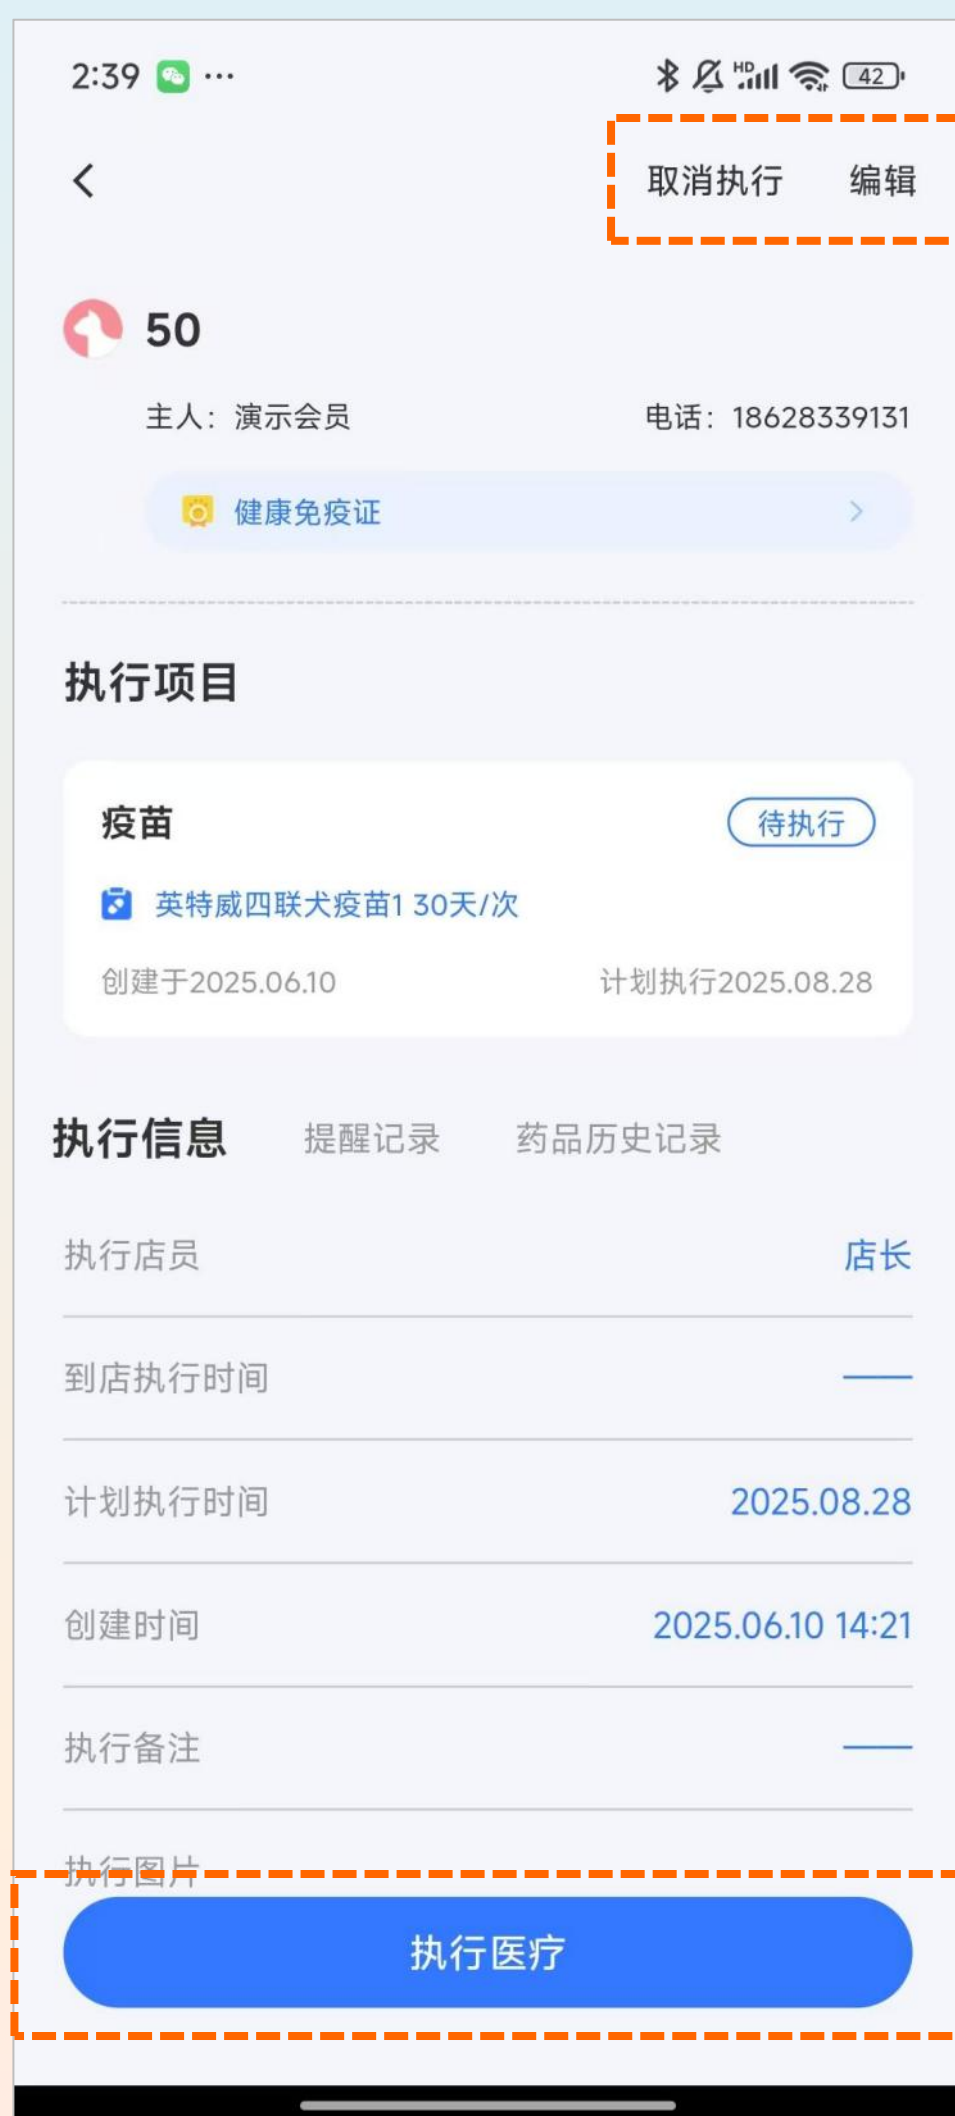 2:39 ... HD 42
取消执行 编辑
50
主人：演示会员 电话：18628339131
健康免疫证
执行项目
疫苗 待执行
英特威四联犬疫苗1 30天/次
创建于2025.06.10 计划执行2025.08.28
执行信息 提醒记录 药品历史记录
执行店员 店长
到店执行时间 ——
计划执行时间 2025.08.28
创建时间 2025.06.10 14:21
执行备注 ——
执行图片
执行医疗